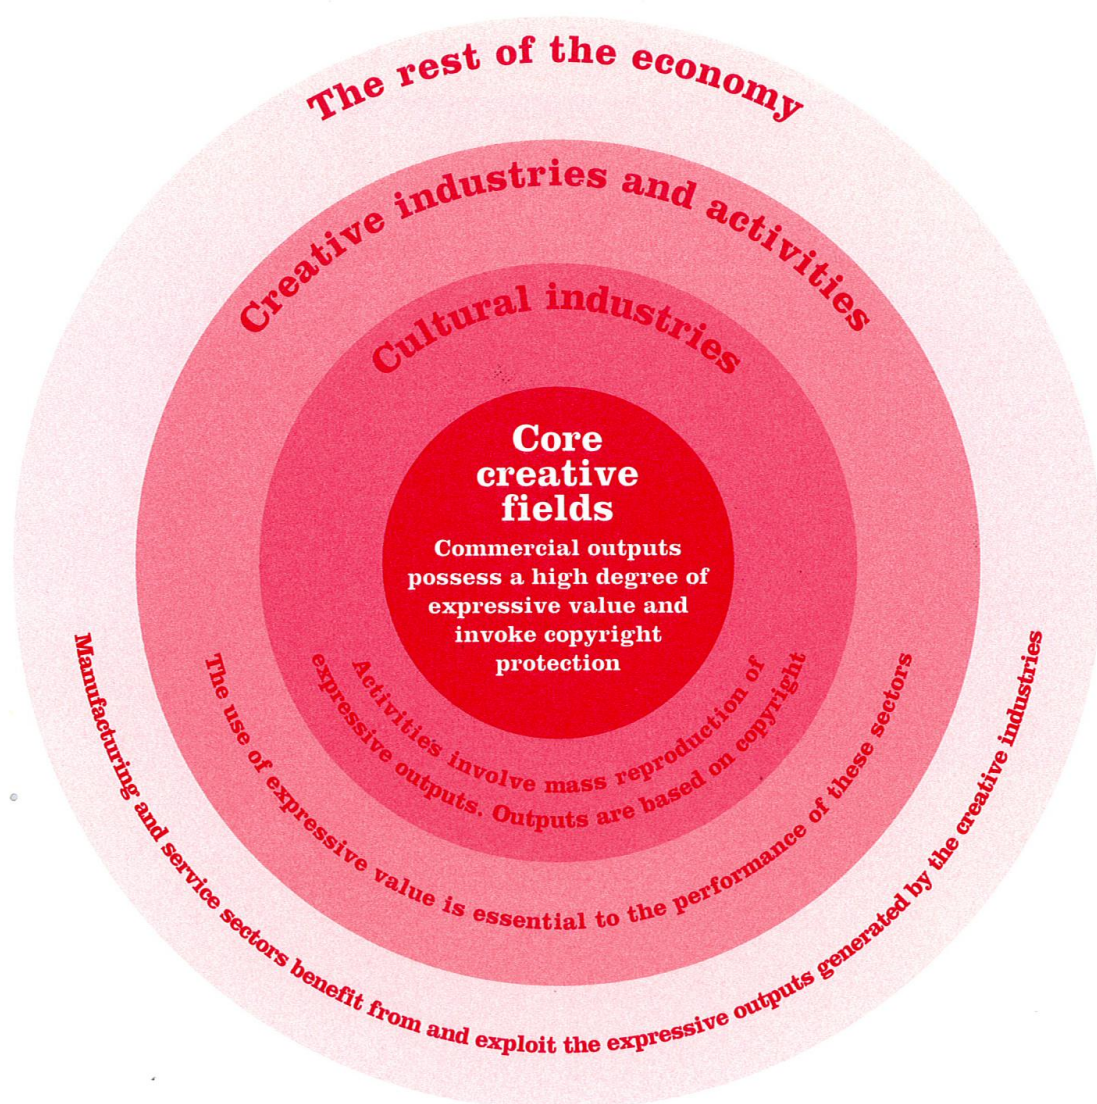 The rest of the economy
Creative industries and activities
Cultural industries
Core
creative
fields
Commercial outputs
possess a high degree of
expressive value and
invoke copyright
protection
Activities involve mass reproduction of
expressive outputs. Outputs are based on copyright
The use of expressive value is essential to the performance of these sectors
Manufacturing and service sectors benefit from and exploit the expressive outputs generated by the creative industries